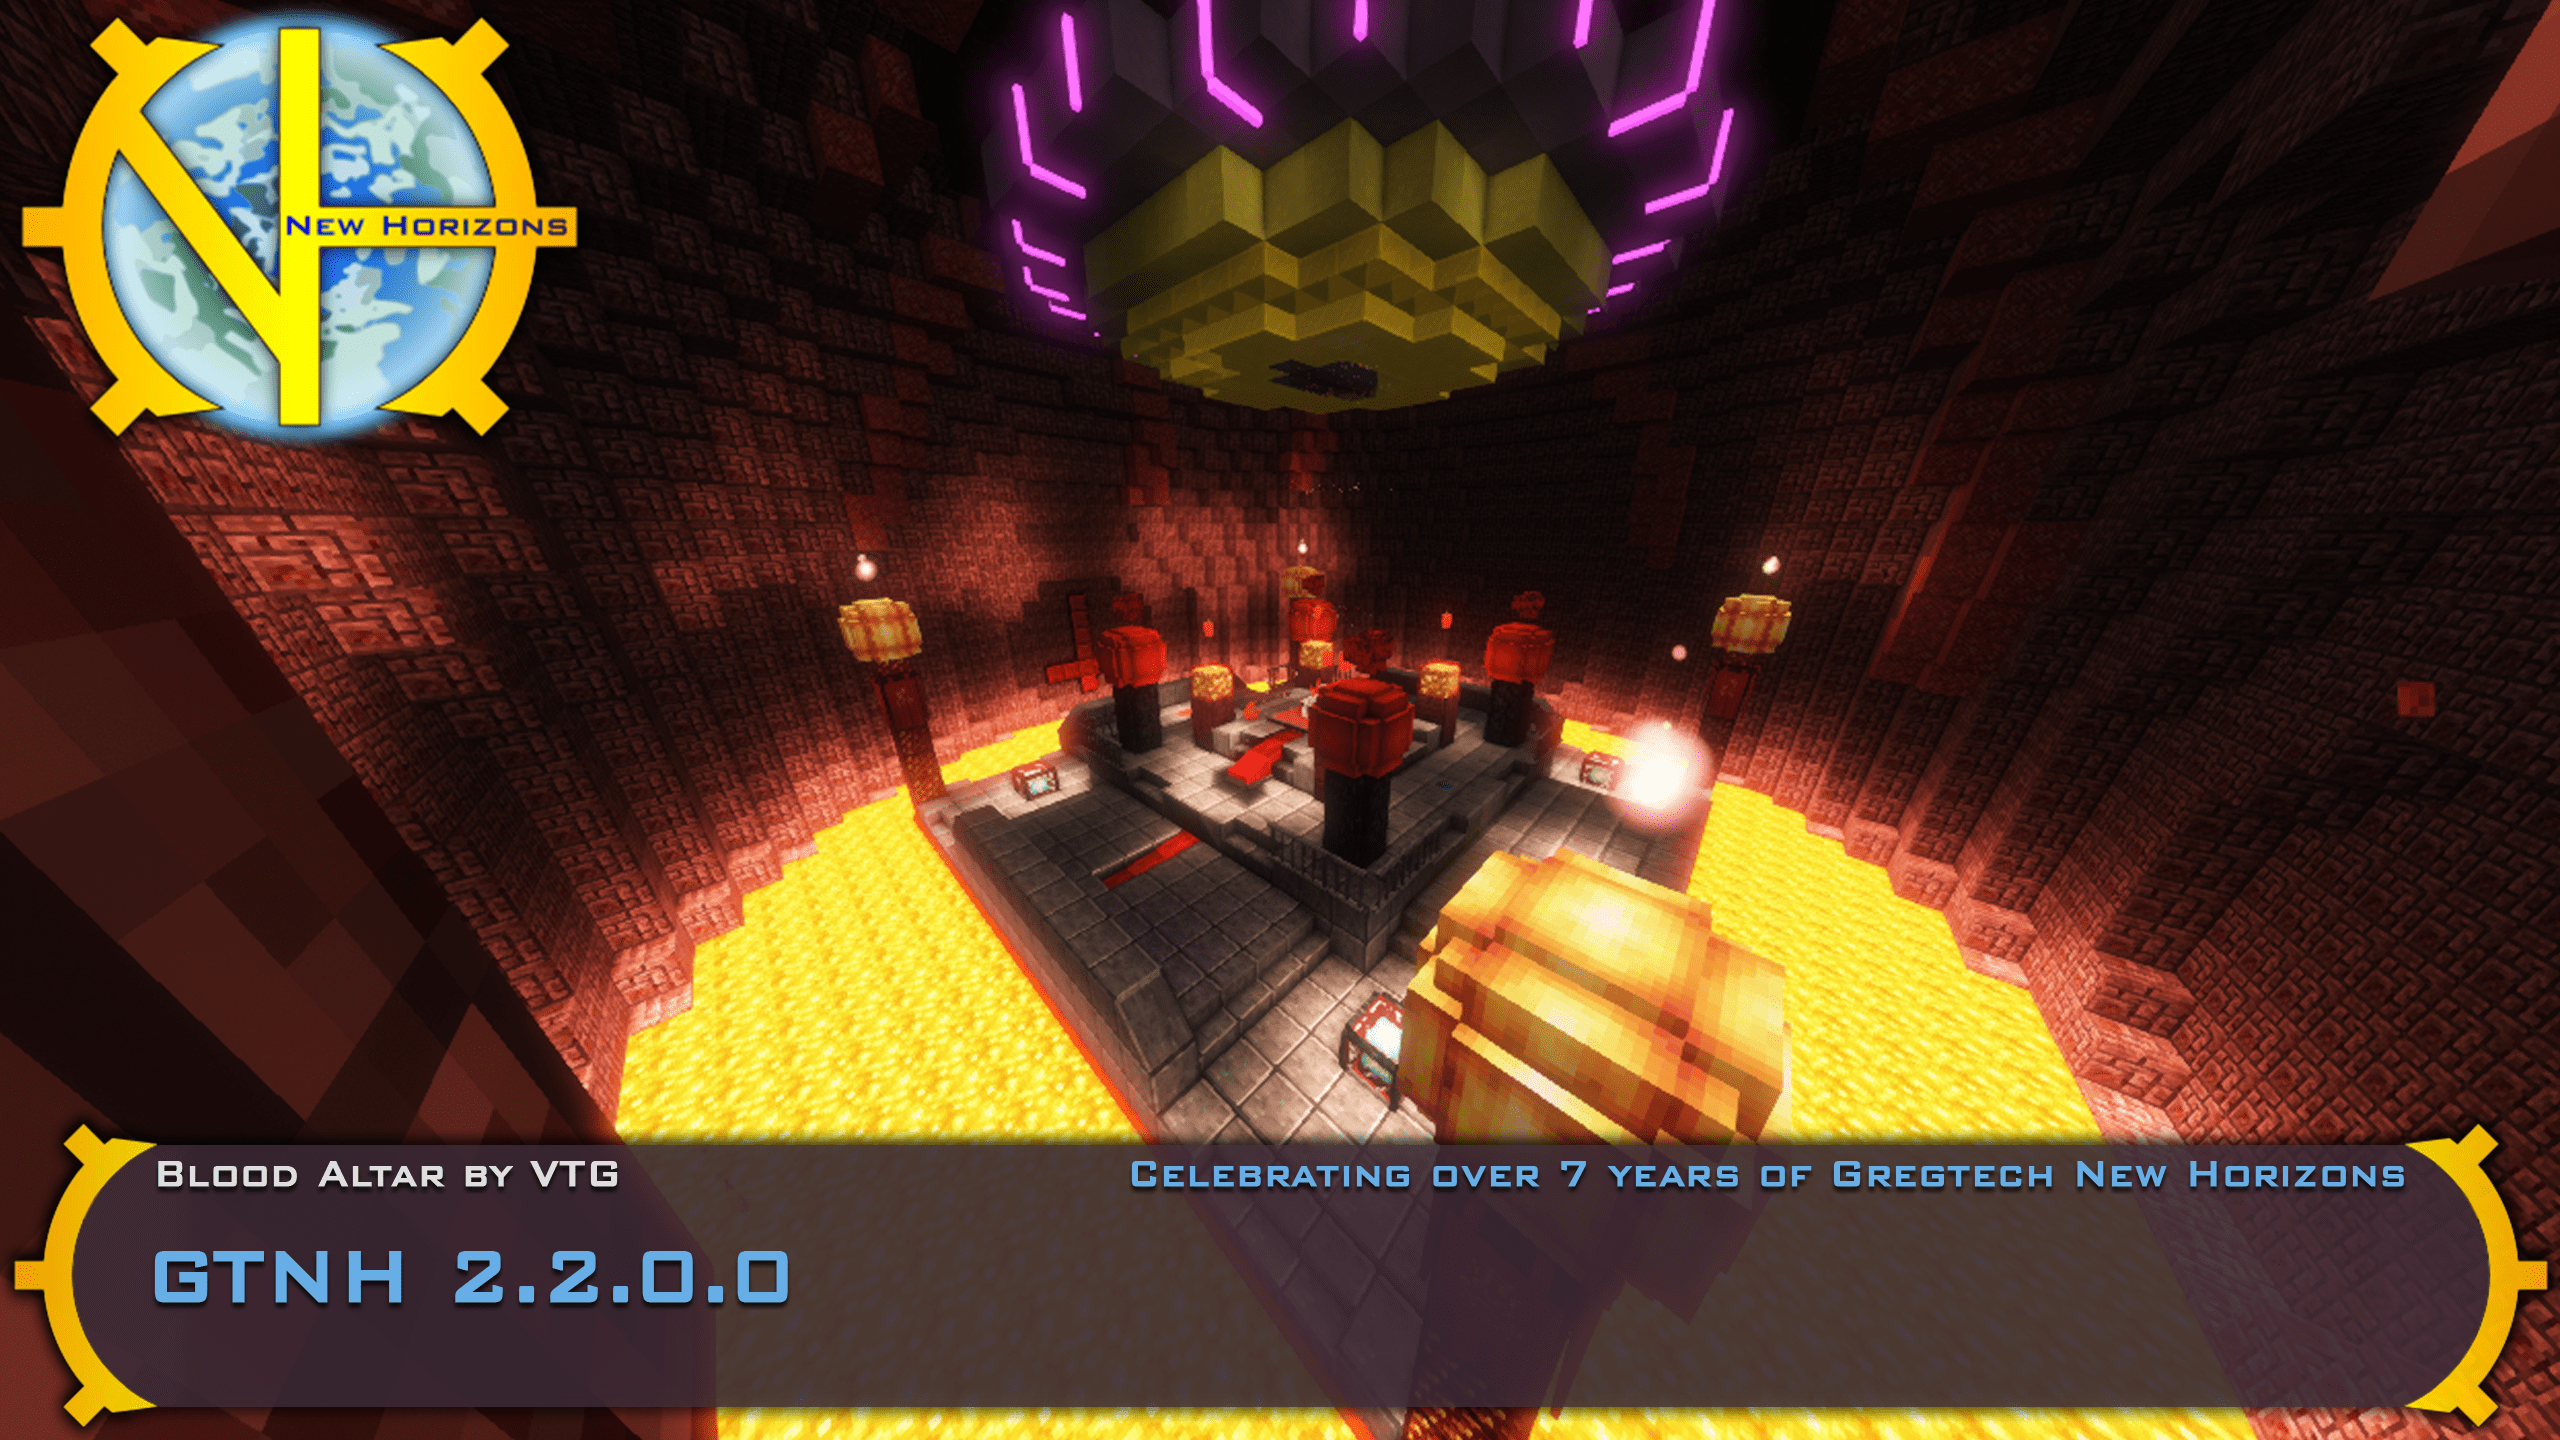 New Horizons
Blood Altar by VTG
Celebrating over 7 years of Gregtech New Horizons
GTNH 2.2.0.0